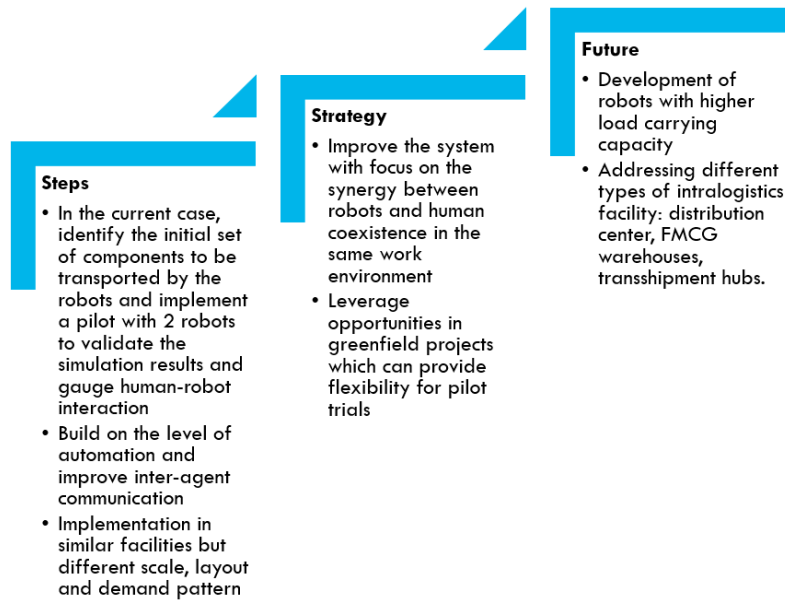 Steps
• In the current case,
identify the initial set
of components to be
transported by the
robots and implement
a pilot with 2 robots
to validate the
simulation results and
gauge human-robot
interaction
• Build on the level of
automation and
improve inter-agent
communication
• Implementation in
similar facilities but
different scale, layout
and demand pattern
Strategy
• Improve the system
with focus on the
synergy between
robots and human
coexistence in the
same work
environment
• Leverage
opportunities in
greenfield projects
which can provide
flexibility for pilot
trials
Future
• Development of
robots with higher
load carrying
capacity
• Addressing different
types of intralogistics
facility: distribution
center, FMCG
warehouses,
transshipment hubs.